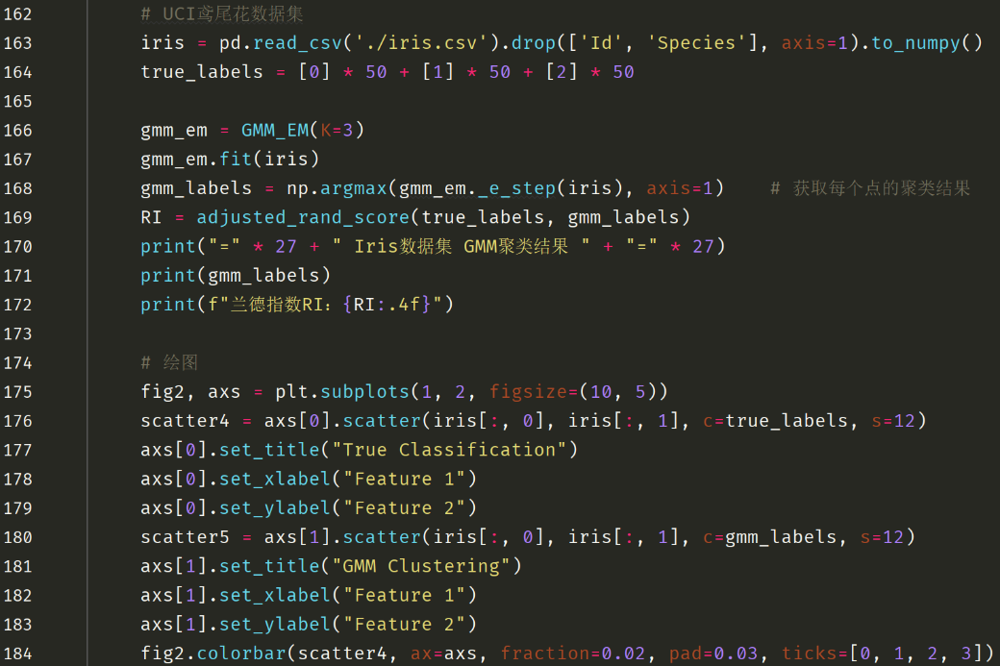 162 # UCI鸢尾花数据集
163 iris = pd.read_csv('./iris.csv').drop(['Id', 'Species'], axis=1).to_numpy()
164 true_labels = [0] * 50 + [1] * 50 + [2] * 50
165
166 gmm_em = GMM_EM(K=3)
167 gmm_em.fit(iris)
168 gmm_labels = np.argmax(gmm_em._e_step(iris), axis=1)    # 获取每个点的聚类结果
169 RI = adjusted_rand_score(true_labels, gmm_labels)
170 print("=" * 27 + " Iris数据集 GMM聚类结果 " + "=" * 27)
171 print(gmm_labels)
172 print(f"兰德指数RI：{RI:.4f}")
173
174 # 绘图
175 fig2, axs = plt.subplots(1, 2, figsize=(10, 5))
176 scatter4 = axs[0].scatter(iris[:, 0], iris[:, 1], c=true_labels, s=12)
177 axs[0].set_title("True Classification")
178 axs[0].set_xlabel("Feature 1")
179 axs[0].set_ylabel("Feature 2")
180 scatter5 = axs[1].scatter(iris[:, 0], iris[:, 1], c=gmm_labels, s=12)
181 axs[1].set_title("GMM Clustering")
182 axs[1].set_xlabel("Feature 1")
183 axs[1].set_ylabel("Feature 2")
184 fig2.colorbar(scatter4, ax=axs, fraction=0.02, pad=0.03, ticks=[0, 1, 2, 3])